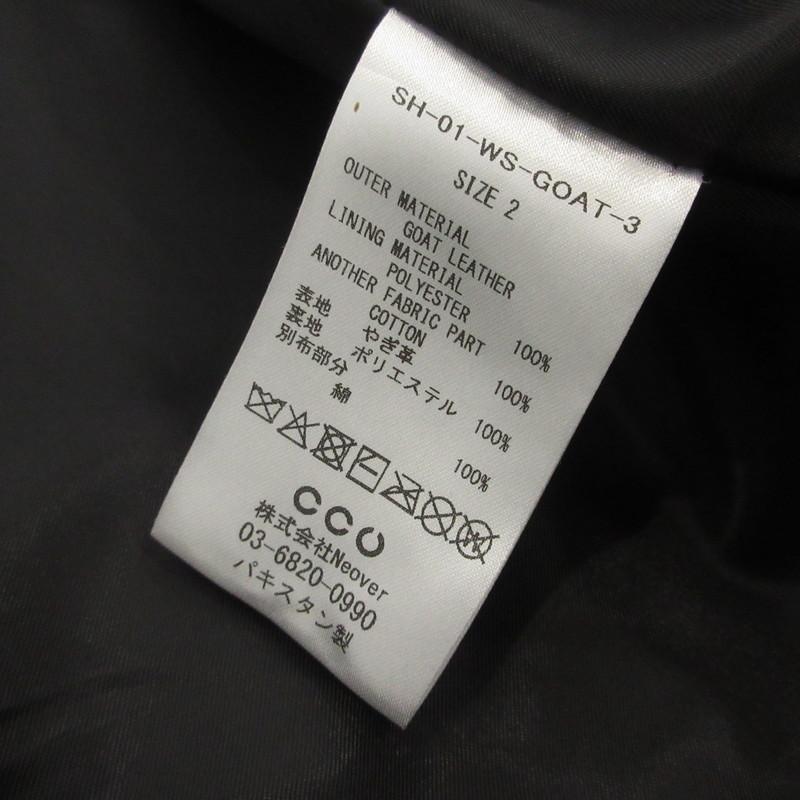 SH-01-WS-GOAT-3
SIZE 2
OUTER MATERIAL
GOAT LEATHER 100%
LINING MATERIAL
POLYESTER 100%
ANOTHER FABRIC PART
COTTON 100%
表地 やぎ革 100%
裏地 ポリエステル
別布部分
綿
CCO
株式会社Neover
03-6820-0990
パキスタン製